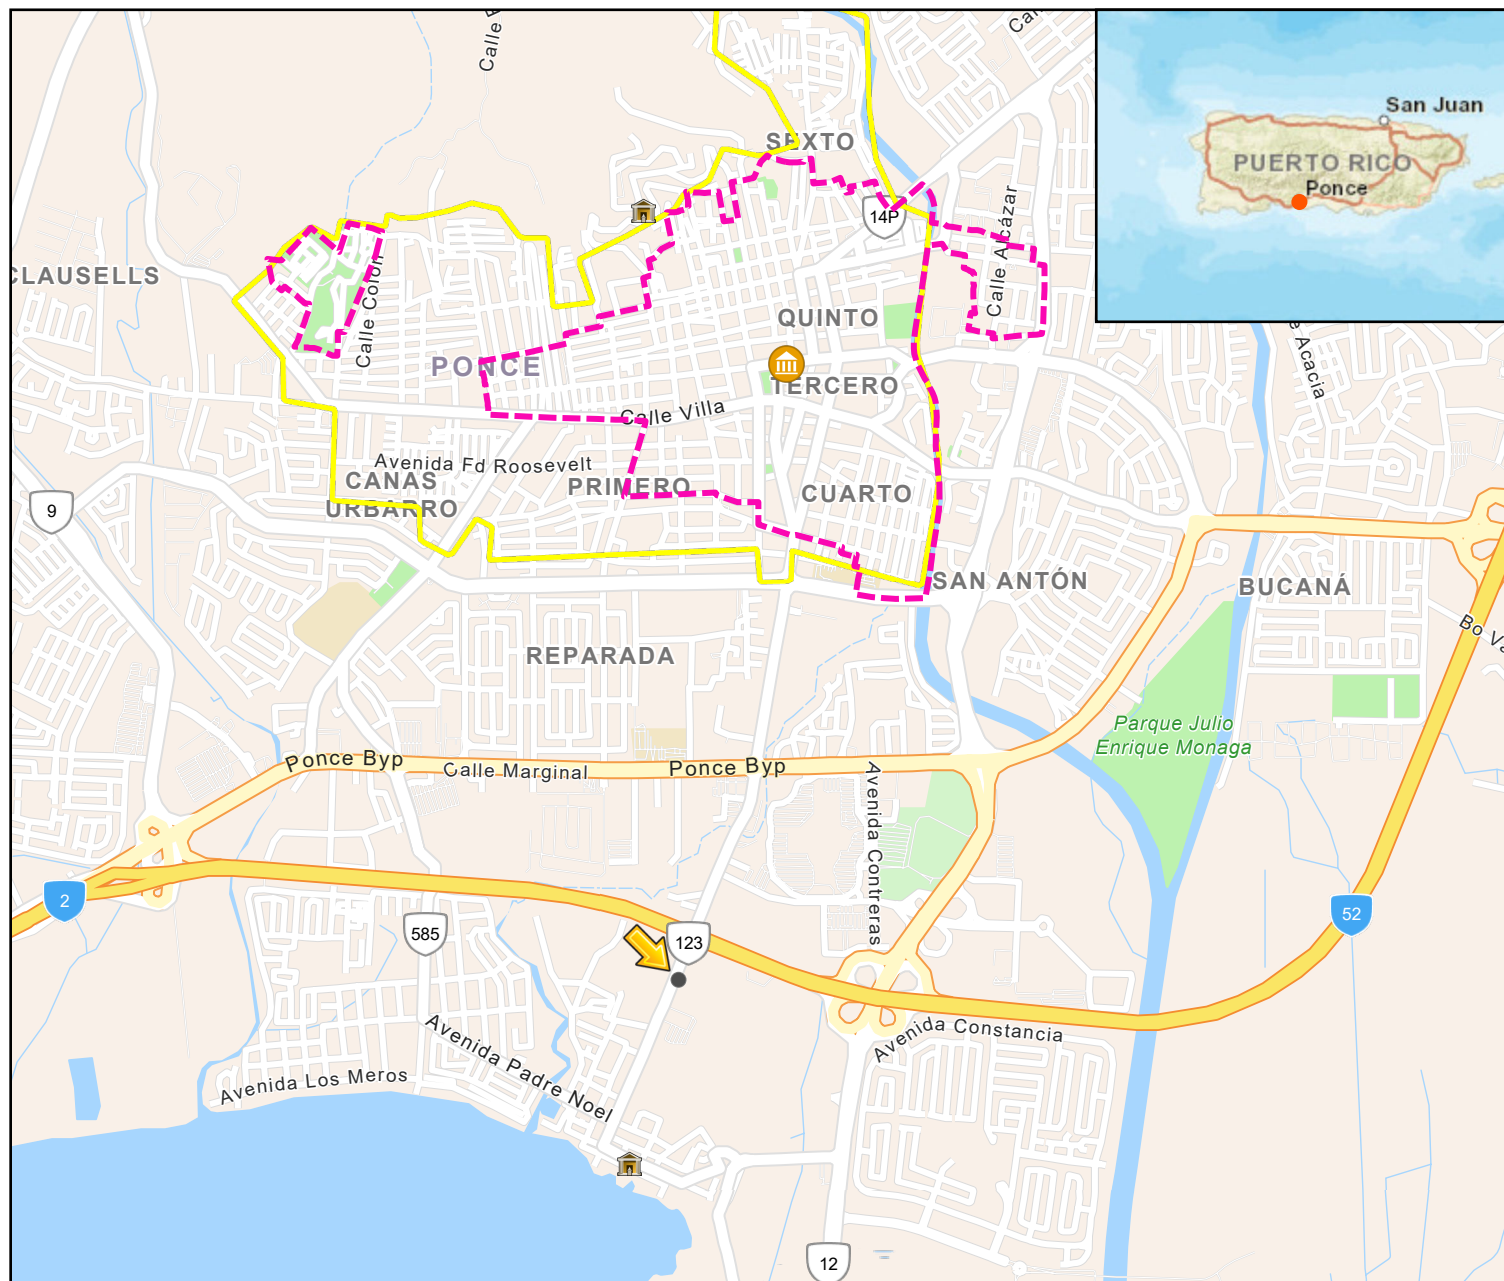 San Juan
PUERTO RICO
Ponce
SEXTO
14P
Calle Alcázar
CLAUSELLS
Calle Colon
QUINTO
PONCE
TERCERO
Calle Villa
Acacia
Avenida Fd Roosevelt
CANAS
URBARRO
PRIMERO
CUARTO
9
SAN ANTÓN
BUCANÁ
REPARADA
Parque Julio
Enrique Monaga
Ponce Byp
Calle Marginal
Ponce Byp
Avenida Contreras
2
52
585
123
Avenida Padre Noel
Avenida Constancia
Avenida Los Meros
12